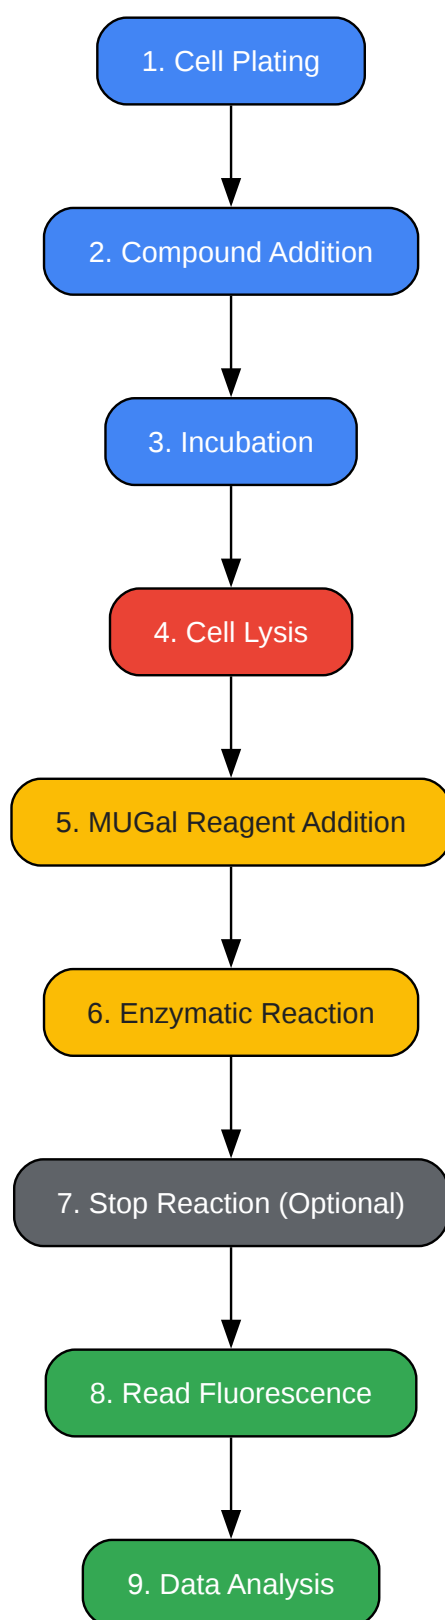 1. Cell Plating
2. Compound Addition
3. Incubation
4. Cell Lysis
5. MUGal Reagent Addition
6. Enzymatic Reaction
7. Stop Reaction (Optional)
8. Read Fluorescence
9. Data Analysis